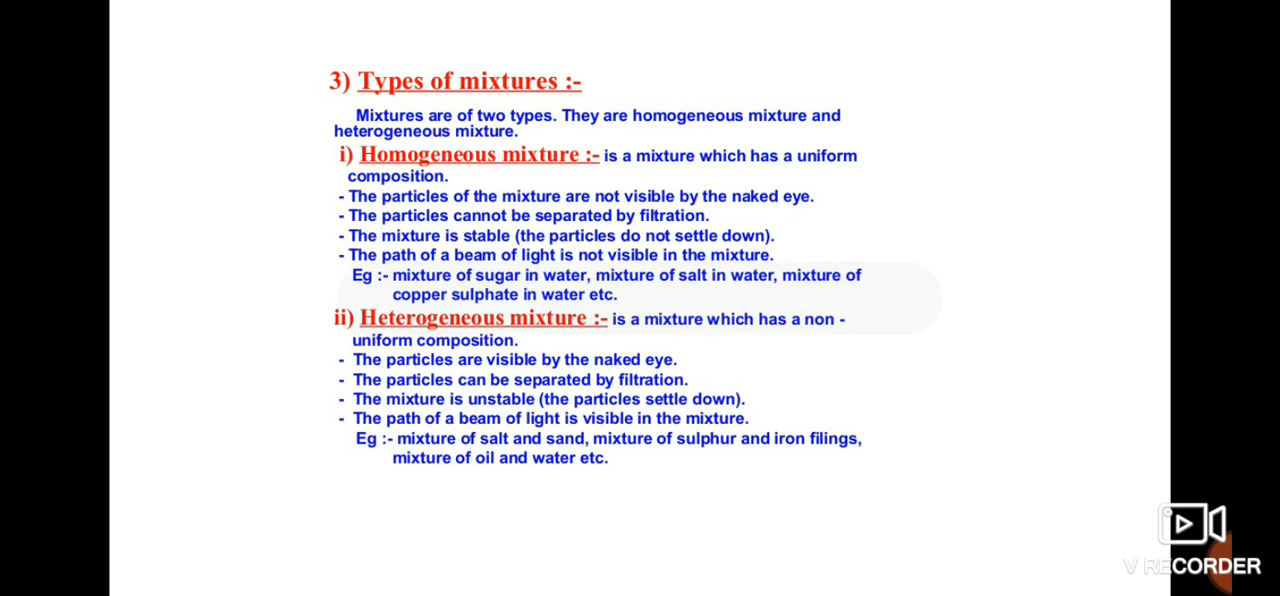 3) Types of mixtures :-
Mixtures are of two types. They are homogeneous mixture and
heterogeneous mixture.
i) Homogeneous mixture :- is a mixture which has a uniform
composition.
- The particles of the mixture are not visible by the naked eye.
- The particles cannot be separated by filtration.
- The mixture is stable (the particles do not settle down).
- The path of a beam of light is not visible in the mixture.
Eg :- mixture of sugar in water, mixture of salt in water, mixture of
copper sulphate in water etc.
ii) Heterogeneous mixture :- is a mixture which has a non -
uniform composition.
- The particles are visible by the naked eye.
- The particles can be separated by filtration.
- The mixture is unstable (the particles settle down).
- The path of a beam of light is visible in the mixture.
Eg :- mixture of salt and sand, mixture of sulphur and iron filings,
mixture of oil and water etc.
V RECORDER